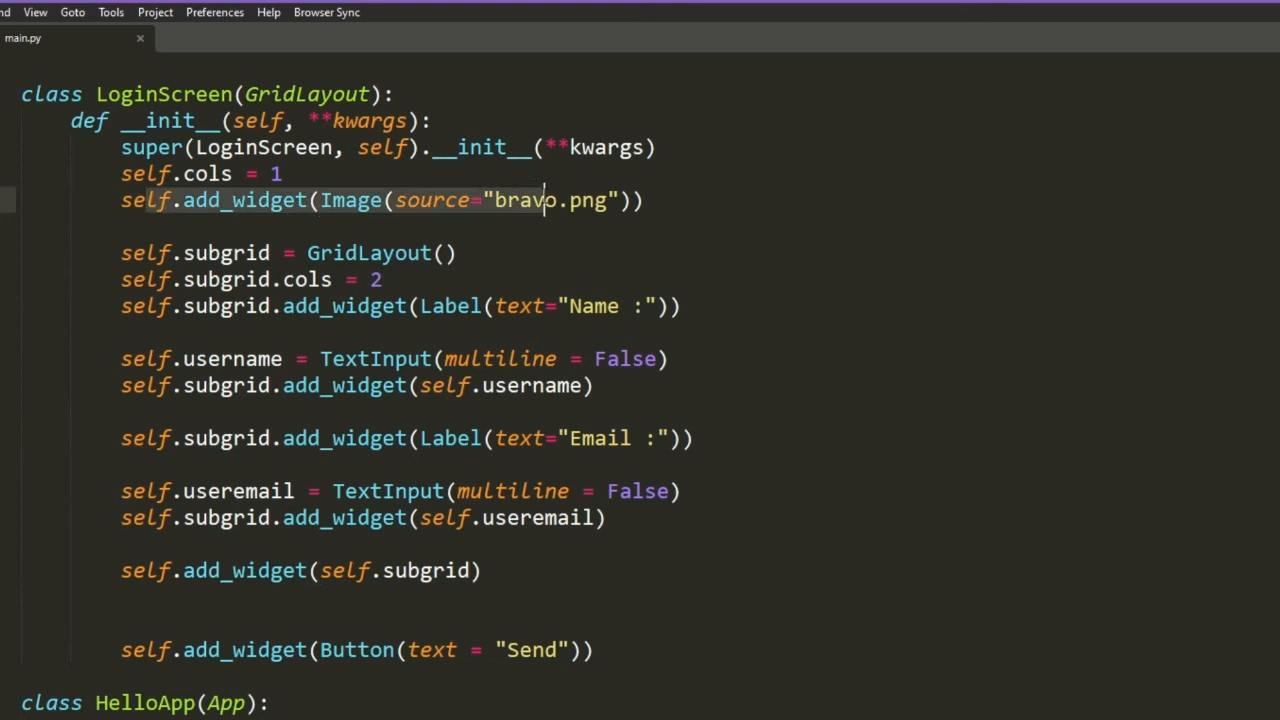 View Goto Tools Project Preferences Help Browser Sync
main.py
class LoginScreen(GridLayout):
    def __init__(self, **kwargs):
        super(LoginScreen, self).__init__(**kwargs)
        self.cols = 1
        self.add_widget(Image(source="bravo.png"))
        self.subgrid = GridLayout()
        self.subgrid.cols = 2
        self.subgrid.add_widget(Label(text="Name :"))
        self.username = TextInput(multiline = False)
        self.subgrid.add_widget(self.username)
        self.subgrid.add_widget(Label(text="Email :"))
        self.useremail = TextInput(multiline = False)
        self.subgrid.add_widget(self.useremail)
        self.add_widget(self.subgrid)
        self.add_widget(Button(text = "Send"))
class HelloApp(App):